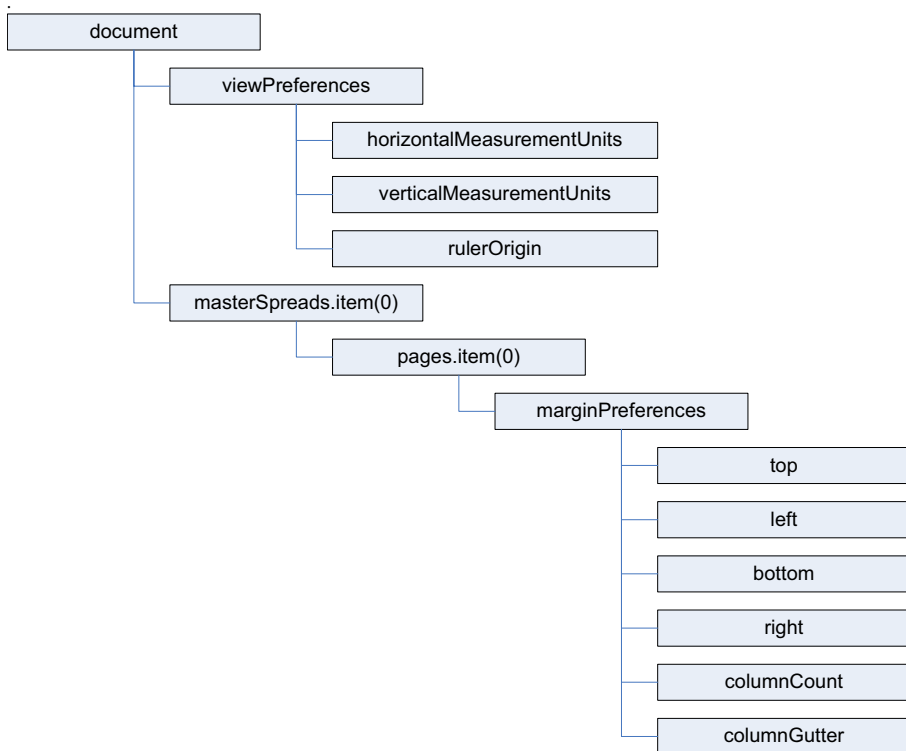 .
document
viewPreferences
horizontalMeasurementUnits
verticalMeasurementUnits
rulerOrigin
masterSpreads.item(0)
pages.item(0)
marginPreferences
top
left
bottom
right
columnCount
columnGutter